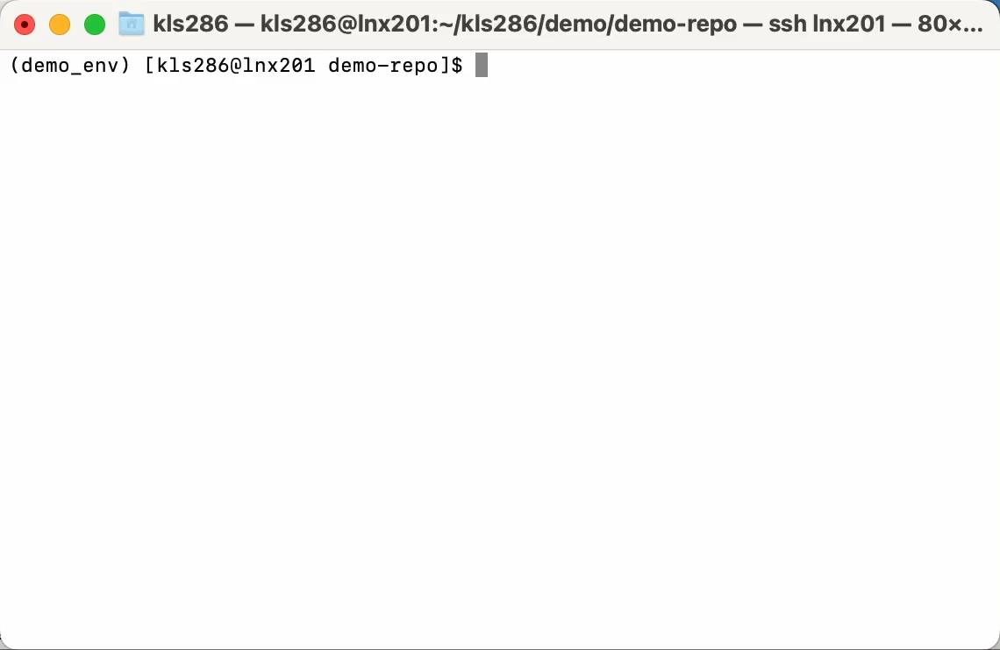 kls286 — kls286@lnx201:~/kls286/demo/demo-repo — ssh lnx201 — 80×...
(demo_env) [kls286@lnx201 demo-repo]$